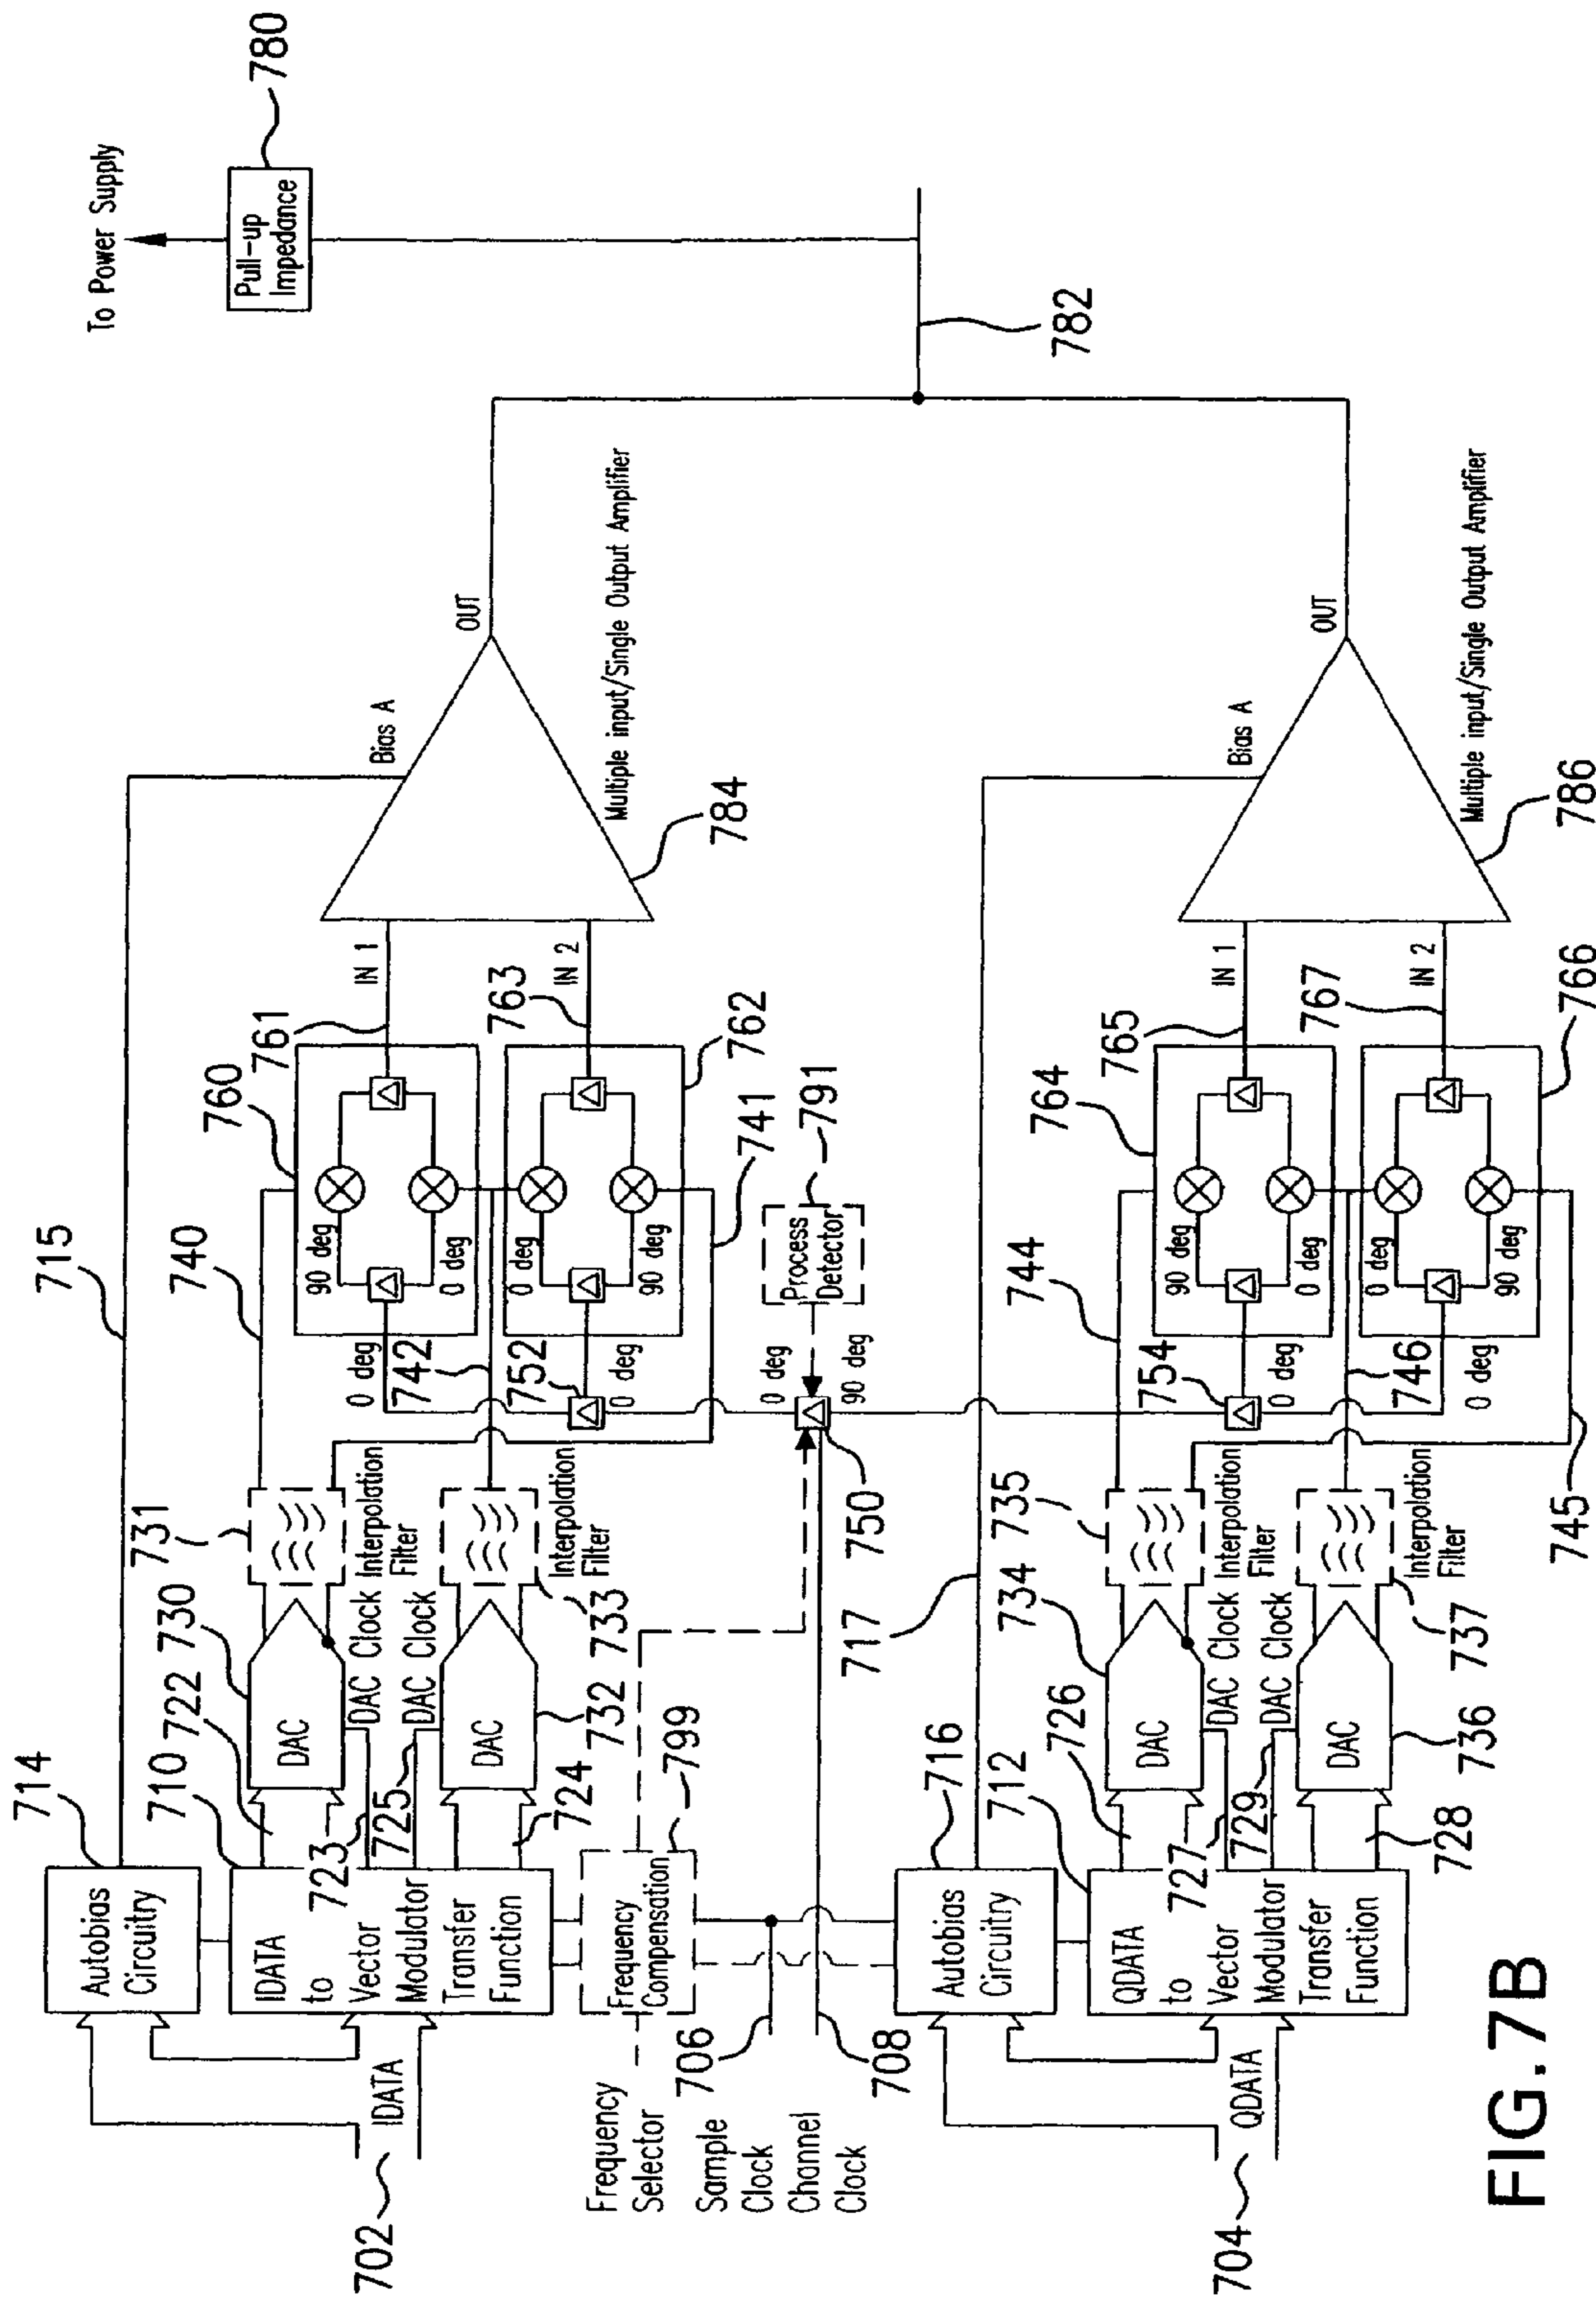 To Power Supply
Pull-up
Impedance
780
782
OUT
Bias A
Multiple input/Single Output Amplifier
784
IN 1
IN 2
761
763
760
762
715
740
741
791
Process
Detector
90 deg
0 deg
0 deg
90 deg
0 deg
742
752
0 deg
0 deg
90 deg
750
731
Interpolation
Filter
Interpolation
Filter
733
730
722
DAC
DAC Clock
DAC Clock
DAC
732
714
710
723
725
724
799
Autobias
Circuitry
IDATA
to
Vector
Modulator
Transfer
Function
Frequency
Compensation
IDATA
702
Frequency
Selector
706
Sample
Clock
708
Channel
Clock
OUT
Bias A
Multiple input/Single Output Amplifier
786
IN 1
IN 2
765
767
764
766
744
90 deg
0 deg
0 deg
90 deg
754
0 deg
746
0 deg
745
717
735
Interpolation
Filter
Interpolation
Filter
737
734
726
DAC
DAC Clock
DAC Clock
DAC
736
716
712
727
729
728
Autobias
Circuitry
QDATA
to
Vector
Modulator
Transfer
Function
QDATA
704
FIG.7B